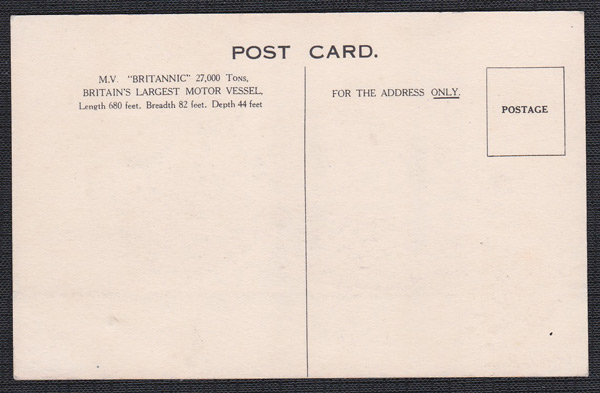 POST CARD.
M.V. "BRITANNIC" 27,000 TONS,
BRITAIN'S LARGEST MOTOR VESSEL,
Length 680 feet. Breadth 82 feet. Depth 44 feet
FOR THE ADDRESS ONLY.
POSTAGE